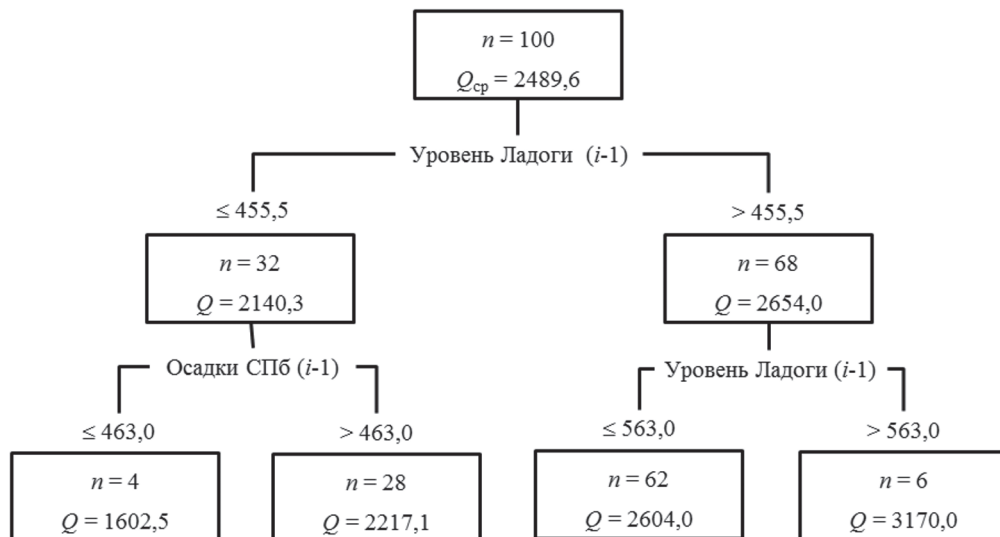 n = 100
Qср = 2489,6
Уровень Ладоги (i-1)
≤ 455,5
> 455,5
n = 32
Q = 2140,3
n = 68
Q = 2654,0
Осадки СПб (i-1)
Уровень Ладоги (i-1)
≤ 463,0
> 463,0
≤ 563,0
> 563,0
n = 4
Q = 1602,5
n = 28
Q = 2217,1
n = 62
Q = 2604,0
n = 6
Q = 3170,0